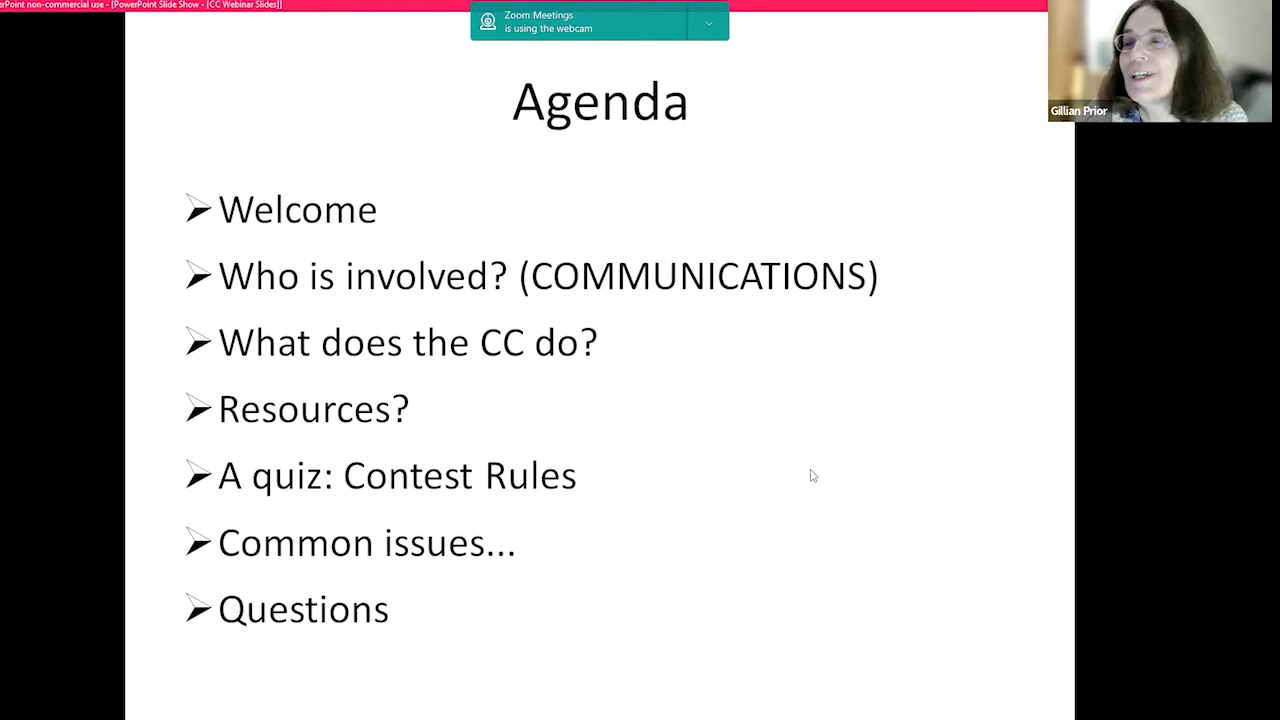 erPoint non-commercial use - [PowerPoint Slide Show - [CC Webinar Slides]]
Zoom Meetings
is using the webcam
Gillian Prior
Agenda
Welcome
Who is involved? (COMMUNICATIONS)
What does the CC do?
Resources?
A quiz: Contest Rules
Common issues...
Questions